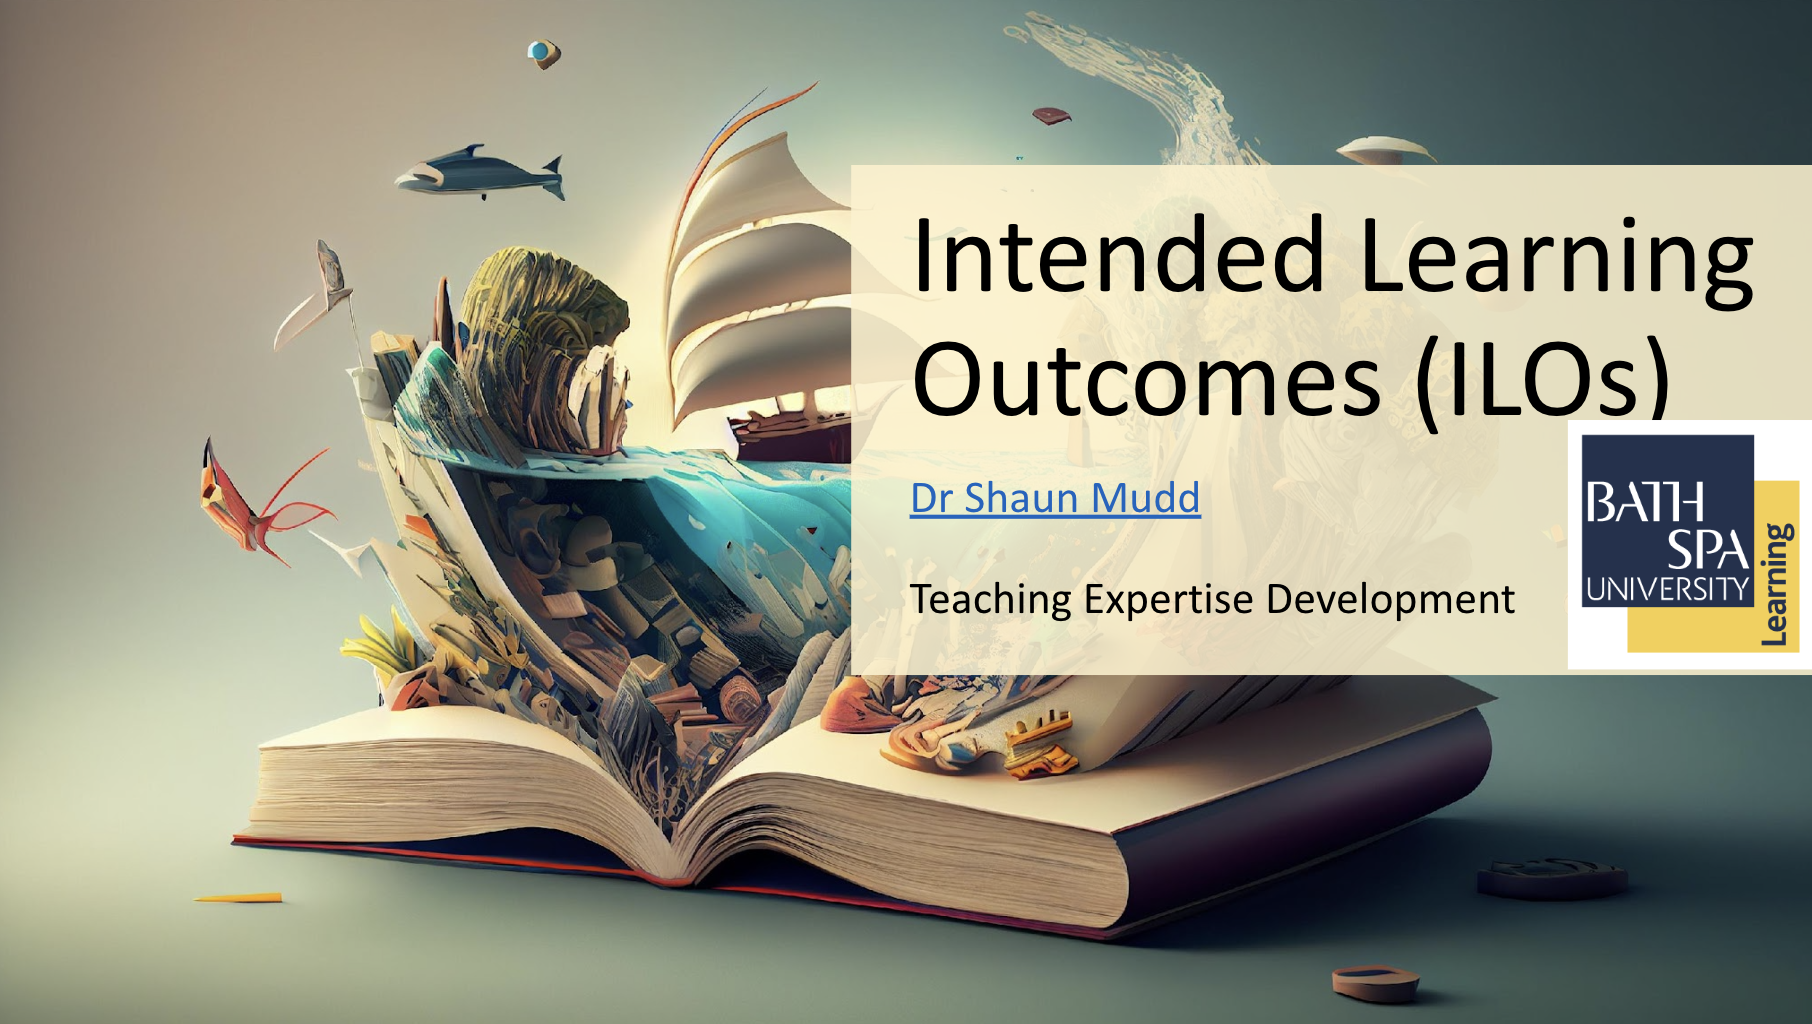 Intended Learning
Outcomes (ILOs)
Dr Shaun Mudd
Teaching Expertise Development
BATH
SPA
UNIVERSITY
Learning